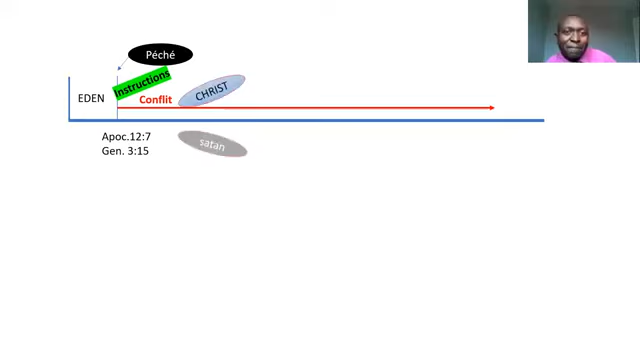 Péché
Instructions
EDEN
Conflit
CHRIST
Apoc.12:7
Gen. 3:15
satan